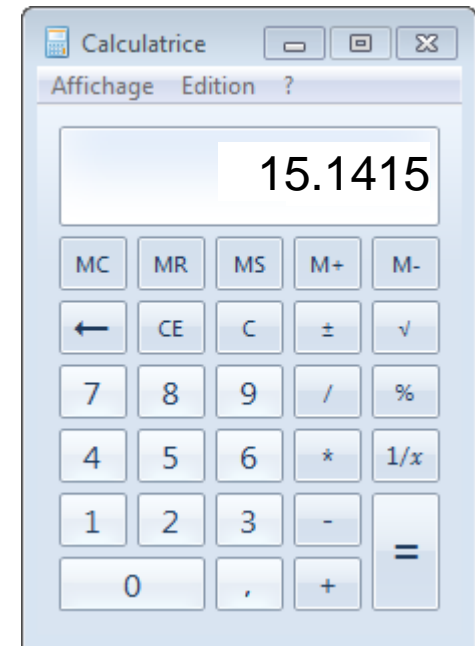 Calculatrice
Affichage Edition ?
15.1415
MC MR MS M+ M-
← CE C ± √
7 8 9 / %
4 5 6 * 1/x
1 2 3 - =
0 , +